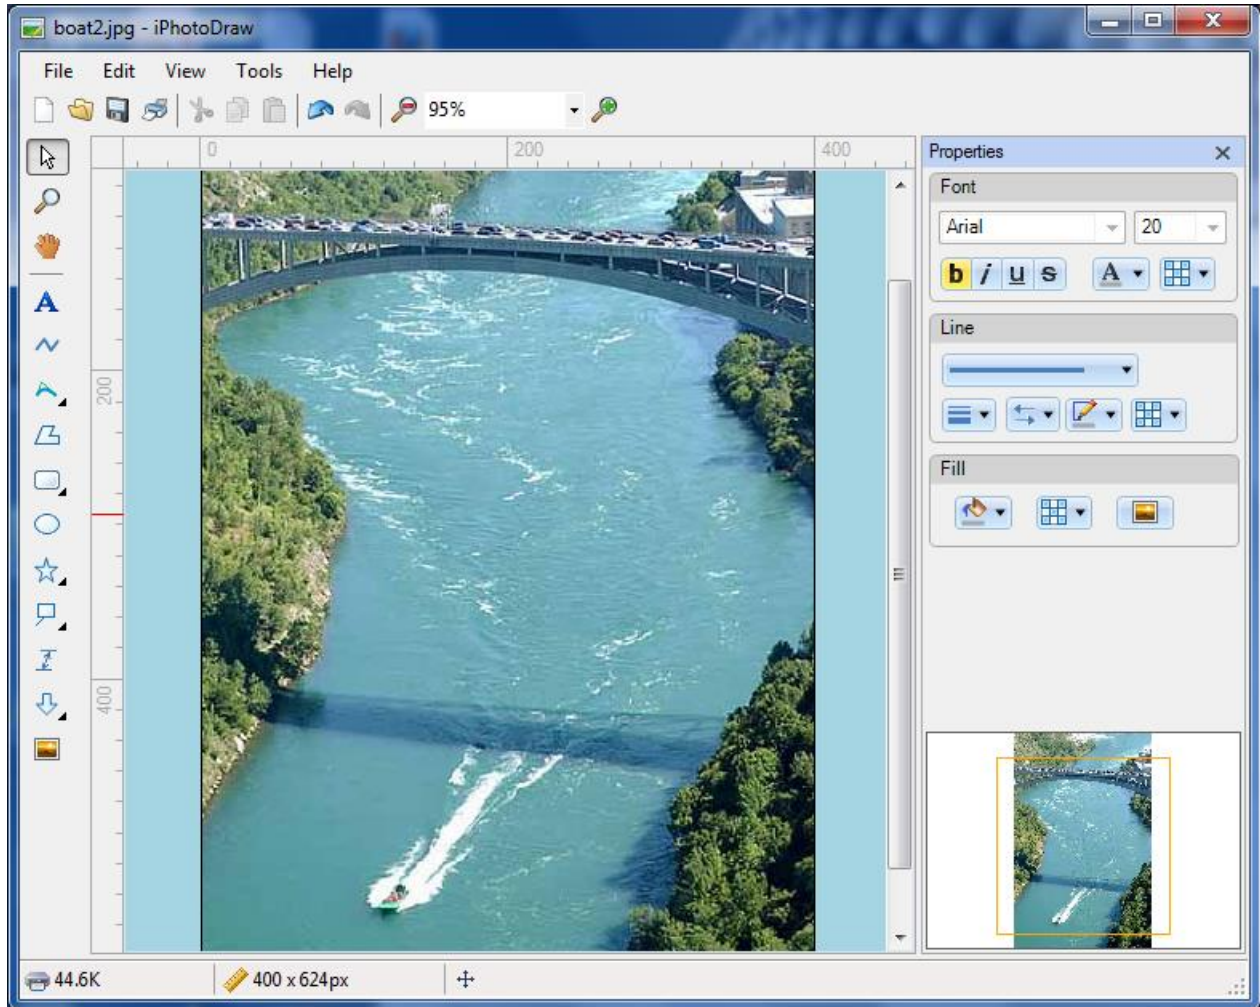 boat2.jpg - iPhotoDraw
File Edit View Tools Help
95%
0 200 400
200
400
Properties
Font
Arial 20
b i u s A
Line
Fill
A
44.6K 400 x 624px